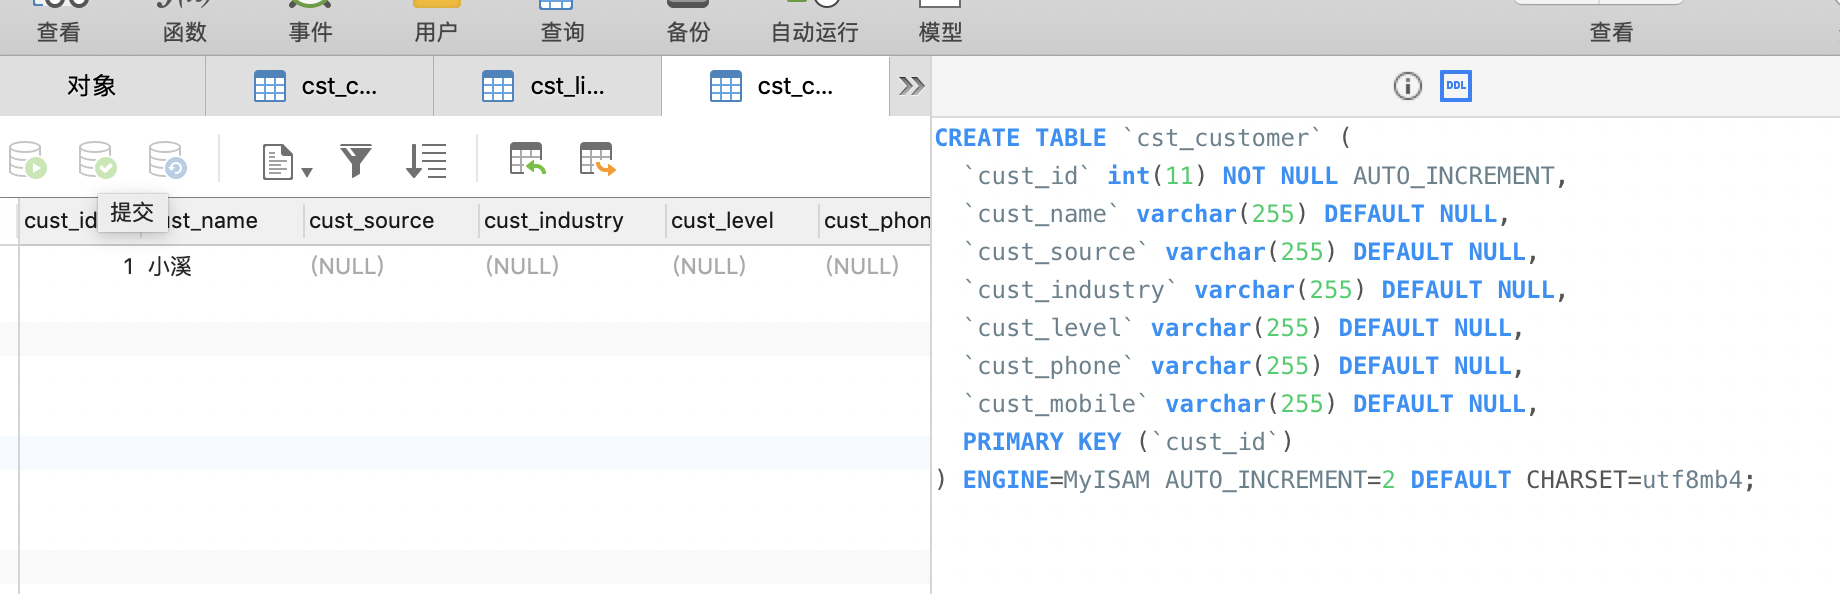 查看 函数 事件 用户 查询 备份 自动运行 模型 查看
对象 cst_c... cst_li... cst_c...
DDL
提交
cust_id ust_name cust_source cust_industry cust_level cust_phon
1 小溪 (NULL) (NULL) (NULL) (NULL)
CREATE TABLE `cst_customer` (
`cust_id` int(11) NOT NULL AUTO_INCREMENT,
`cust_name` varchar(255) DEFAULT NULL,
`cust_source` varchar(255) DEFAULT NULL,
`cust_industry` varchar(255) DEFAULT NULL,
`cust_level` varchar(255) DEFAULT NULL,
`cust_phone` varchar(255) DEFAULT NULL,
`cust_mobile` varchar(255) DEFAULT NULL,
PRIMARY KEY (`cust_id`)
) ENGINE=MyISAM AUTO_INCREMENT=2 DEFAULT CHARSET=utf8mb4;